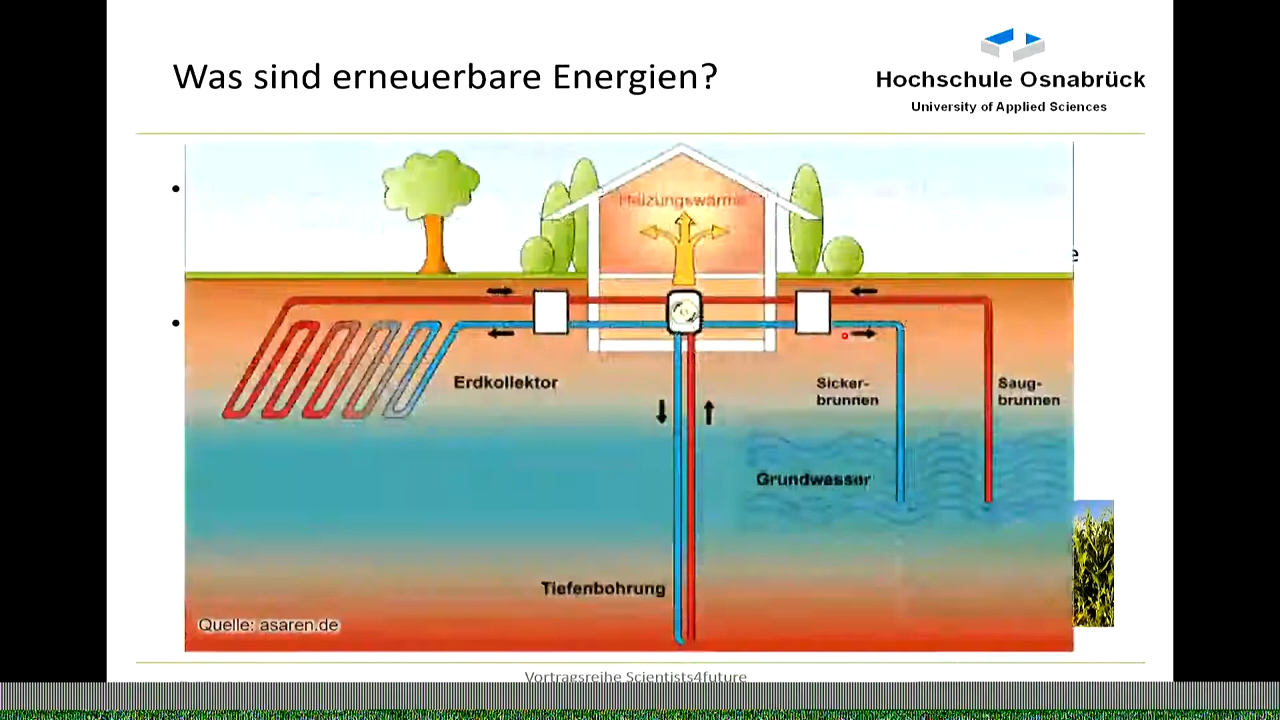 Was sind erneuerbare Energien?
Hochschule Osnabrück
University of Applied Sciences
Heizungswärme
e
Erdkollektor
Sicker-
brunnen
Saug-
brunnen
Grundwasser
Tiefenbohrung
Quelle: asaren.de
Vortragsreihe Scientists4future